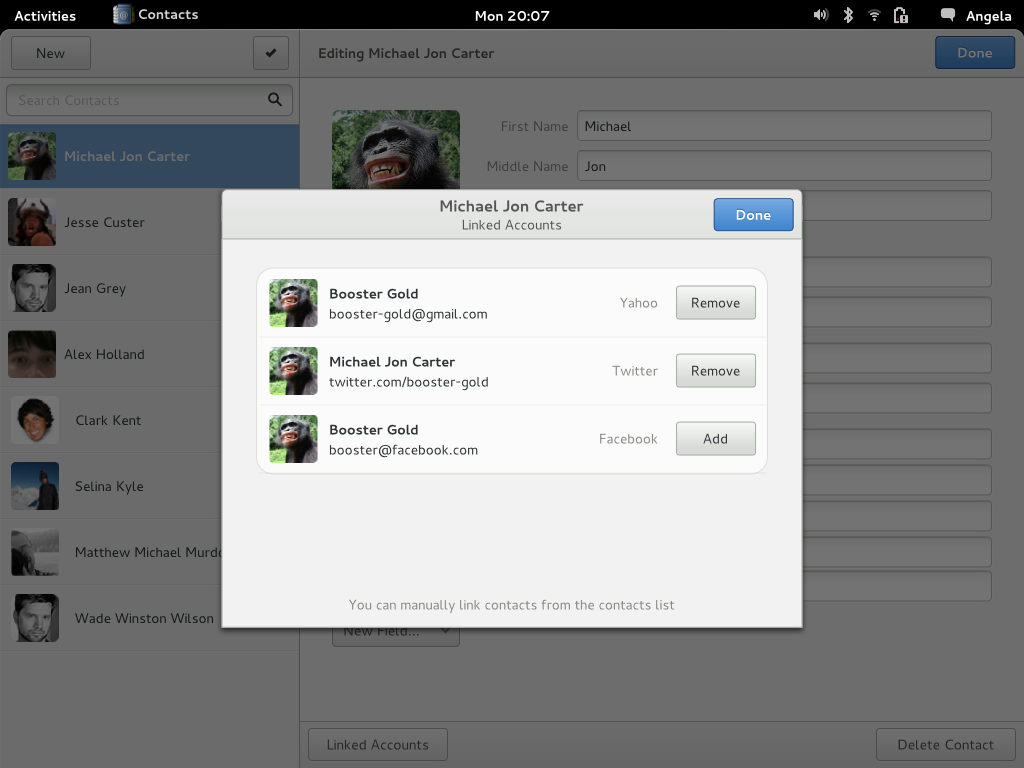 Activities
Contacts
Mon 20:07
Angela
New
Editing Michael Jon Carter
Done
Search Contacts
Michael Jon Carter
Jesse Custer
Jean Grey
Alex Holland
Clark Kent
Selina Kyle
Matthew Michael
Wade Winston Wilson
First Name
Michael
Middle Name
Jon
Michael Jon Carter
Linked Accounts
Done
Booster Gold
booster-gold@gmail.com
Yahoo
Remove
Michael Jon Carter
twitter.com/booster-gold
Twitter
Remove
Booster Gold
booster@facebook.com
Facebook
Add
You can manually link contacts from the contacts list
New Field...
Linked Accounts
Delete Contact